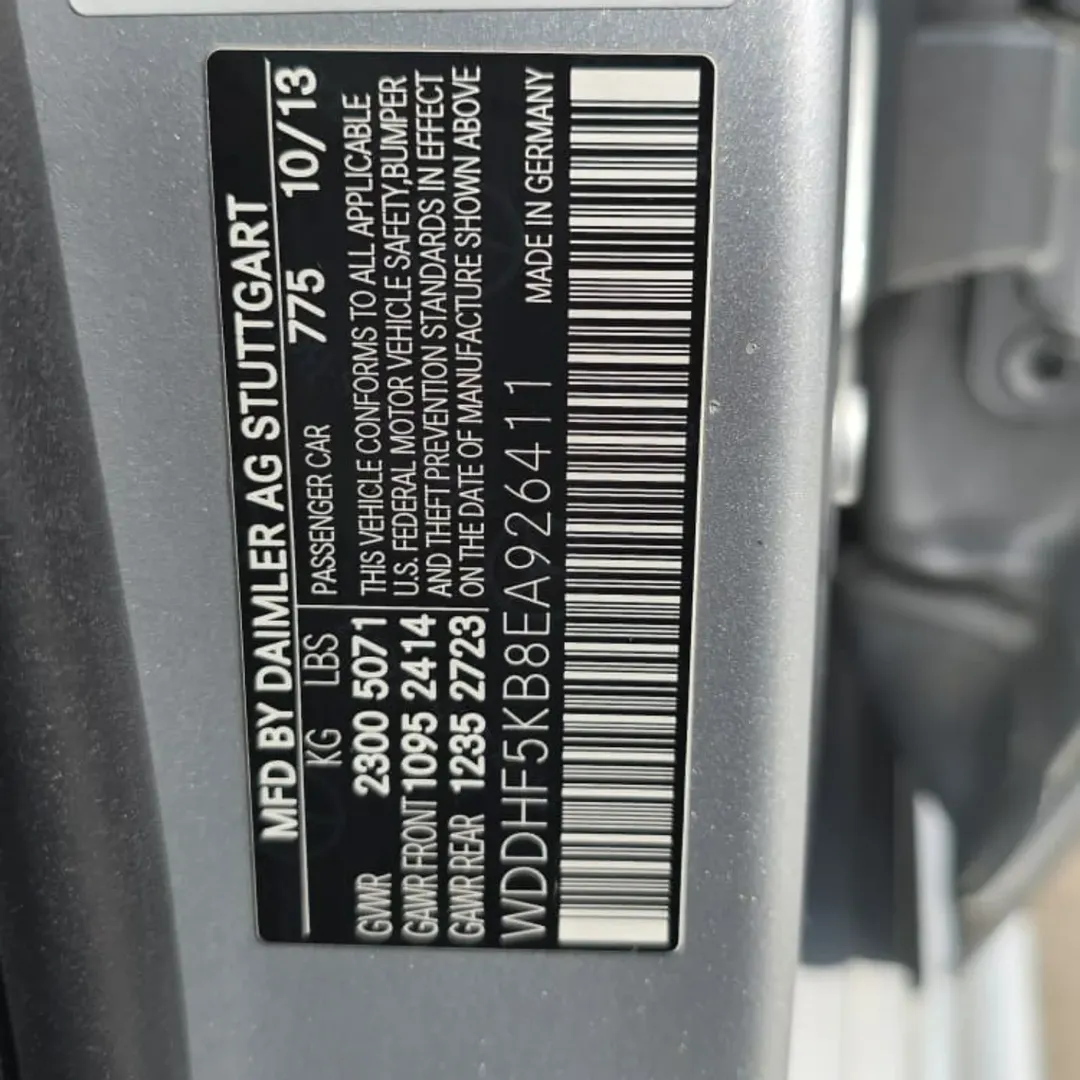 MFD BY DAIMLER AG STUTTGART
KG LBS PASSENGER CAR 775 10/13
GVWR 2300 5071
GAWR FRONT 1095 2414
GAWR REAR 1235 2723
THIS VEHICLE CONFORMS TO ALL APPLICABLE
U.S. FEDERAL MOTOR VEHICLE SAFETY,BUMPER
AND THEFT PREVENTION STANDARDS IN EFFECT
ON THE DATE OF MANUFACTURE SHOWN ABOVE
WDDHF5KB8EA926411
MADE IN GERMANY